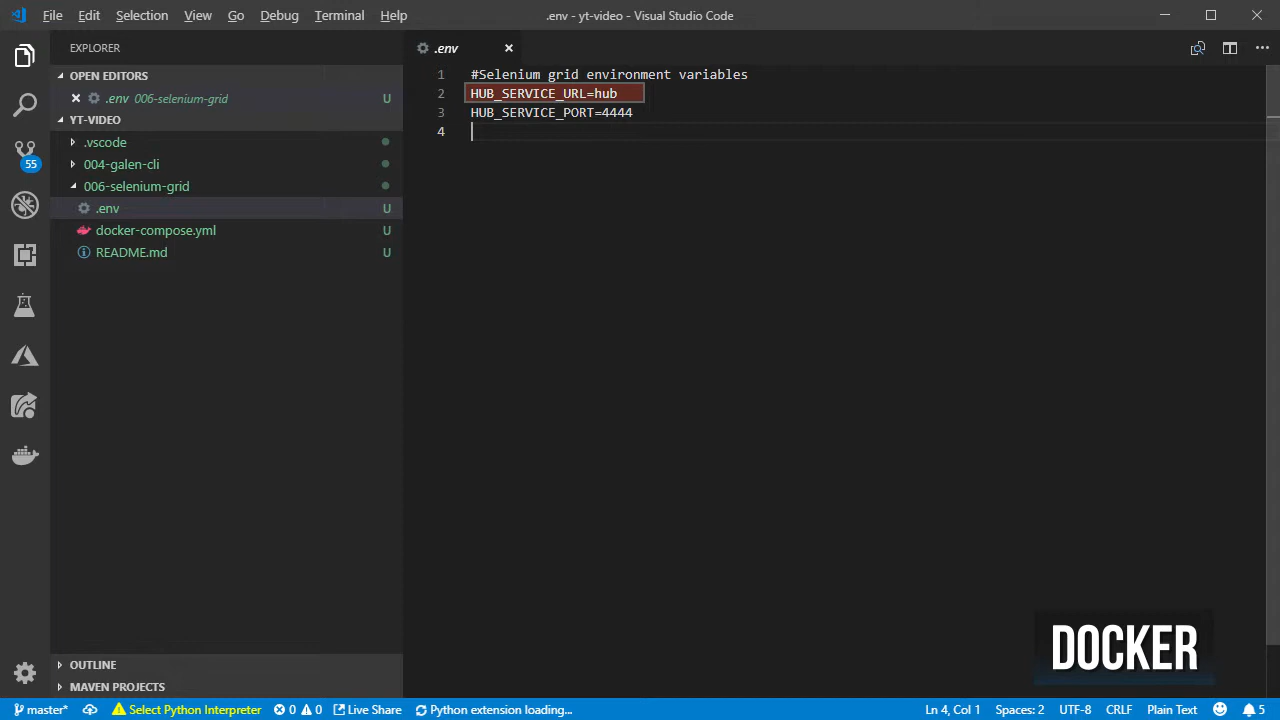 File Edit Selection View Go Debug Terminal Help
.env - yt-video - Visual Studio Code
EXPLORER
OPEN EDITORS
.env 006-selenium-grid U
YT-VIDEO
.vscode
004-galen-cli
006-selenium-grid
.env U
docker-compose.yml U
README.md U
OUTLINE
MAVEN PROJECTS
55
.env
1 #Selenium grid environment variables
2 HUB_SERVICE_URL=hub
3 HUB_SERVICE_PORT=4444
4
DOCKER
master* Select Python Interpreter 0 0 Live Share Python extension loading... Ln 4, Col 1 Spaces: 2 UTF-8 CRLF Plain Text 5